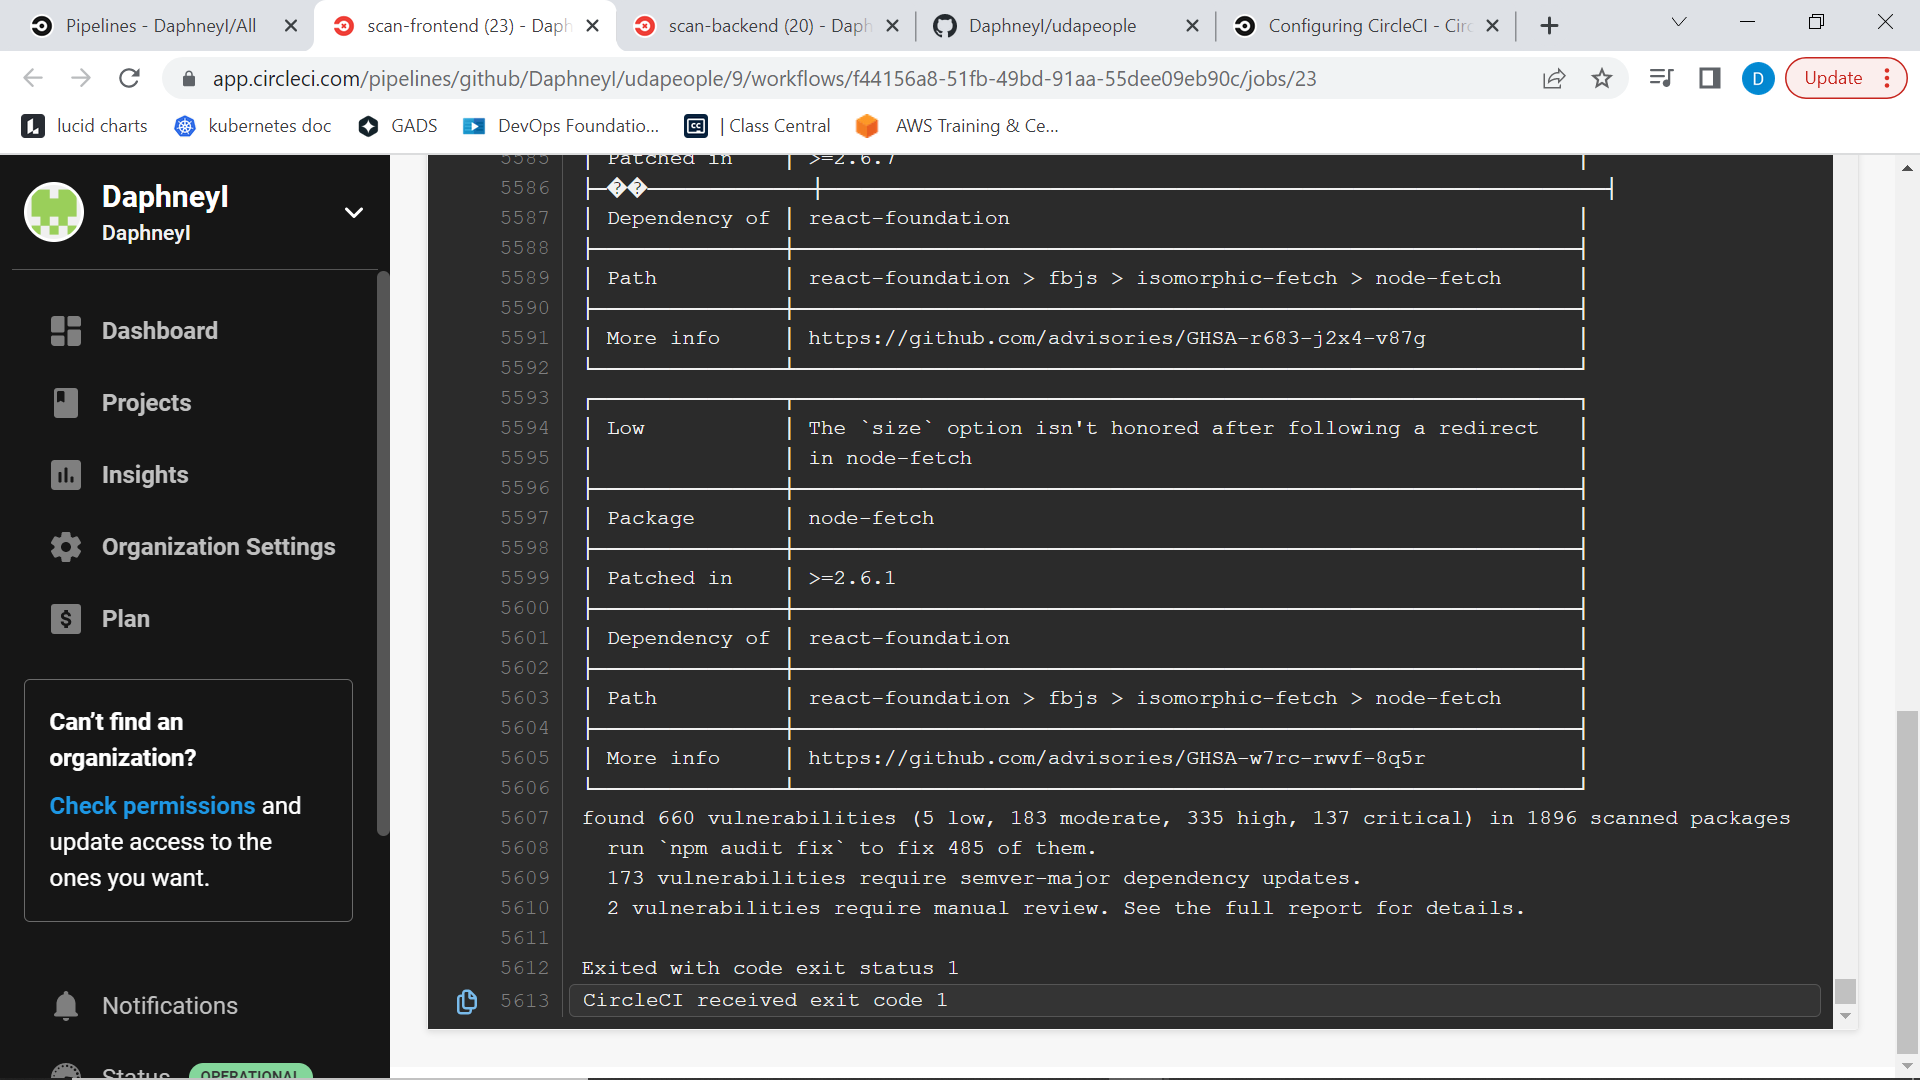 Pipelines - DaphneyI/All
scan-frontend (23) - Daph
scan-backend (20) - Daph
DaphneyI/udapeople
Configuring CircleCI - Circ
app.circleci.com/pipelines/github/DaphneyI/udapeople/9/workflows/f44156a8-51fb-49bd-91aa-55dee09eb90c/jobs/23
D
Update
lucid charts
kubernetes doc
GADS
DevOps Foundatio...
CC
| Class Central
AWS Training & Ce...
DaphneyI
DaphneyI
Dashboard
Projects
Insights
Organization Settings
Plan
Can't find an
organization?
Check permissions and
update access to the
ones you want.
Notifications
Status OPERATIONAL
5585 | Patched in | >=2.6.7 |
5586
5587 | Dependency of | react-foundation |
5588
5589 | Path | react-foundation > fbjs > isomorphic-fetch > node-fetch |
5590
5591 | More info | https://github.com/advisories/GHSA-r683-j2x4-v87g |
5592
5593
5594 | Low | The `size` option isn't honored after following a redirect |
5595 | | in node-fetch |
5596
5597 | Package | node-fetch |
5598
5599 | Patched in | >=2.6.1 |
5600
5601 | Dependency of | react-foundation |
5602
5603 | Path | react-foundation > fbjs > isomorphic-fetch > node-fetch |
5604
5605 | More info | https://github.com/advisories/GHSA-w7rc-rwvf-8q5r |
5606
5607 found 660 vulnerabilities (5 low, 183 moderate, 335 high, 137 critical) in 1896 scanned packages
5608 run `npm audit fix` to fix 485 of them.
5609 173 vulnerabilities require semver-major dependency updates.
5610 2 vulnerabilities require manual review. See the full report for details.
5611
5612 Exited with code exit status 1
5613 CircleCI received exit code 1